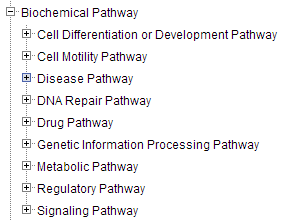 Biochemical Pathway
Cell Differentiation or Development Pathway
Cell Motility Pathway
Disease Pathway
DNA Repair Pathway
Drug Pathway
Genetic Information Processing Pathway
Metabolic Pathway
Regulatory Pathway
Signaling Pathway